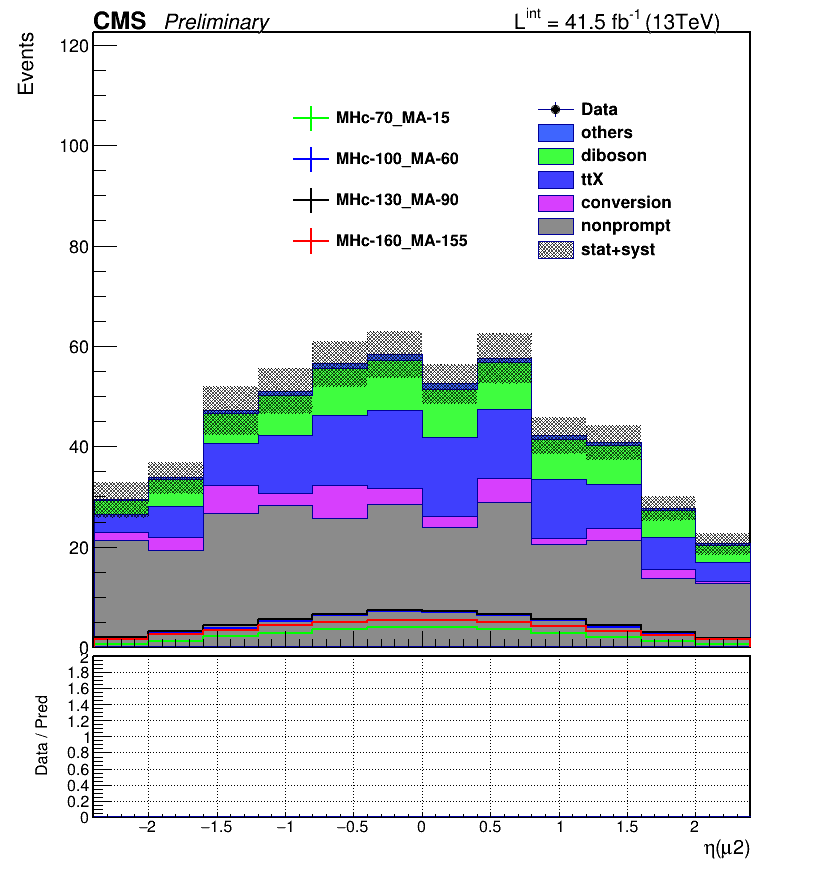 CMS Preliminary L^int = 41.5 fb^-1 (13TeV)
Events
120
100
80
60
40
20
0
MHc-70_MA-15
MHc-100_MA-60
MHc-130_MA-90
MHc-160_MA-155
Data
others
diboson
ttX
conversion
nonprompt
stat+syst
Data / Pred
2
1.8
1.6
1.4
1.2
1
0.8
0.6
0.4
0.2
0
−2 −1.5 −1 −0.5 0 0.5 1 1.5 2
η(μ2)